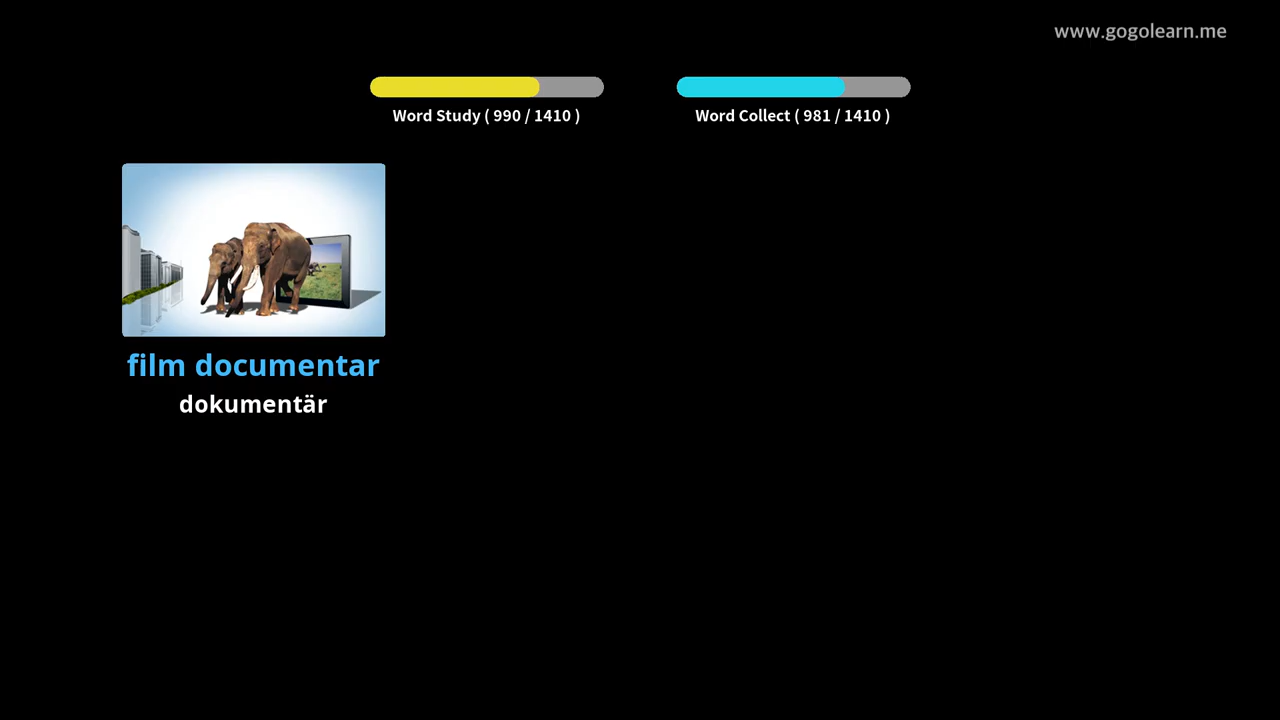 www.gogolearn.me
Word Study ( 990 / 1410 )
Word Collect ( 981 / 1410 )
film documentar
dokumentär